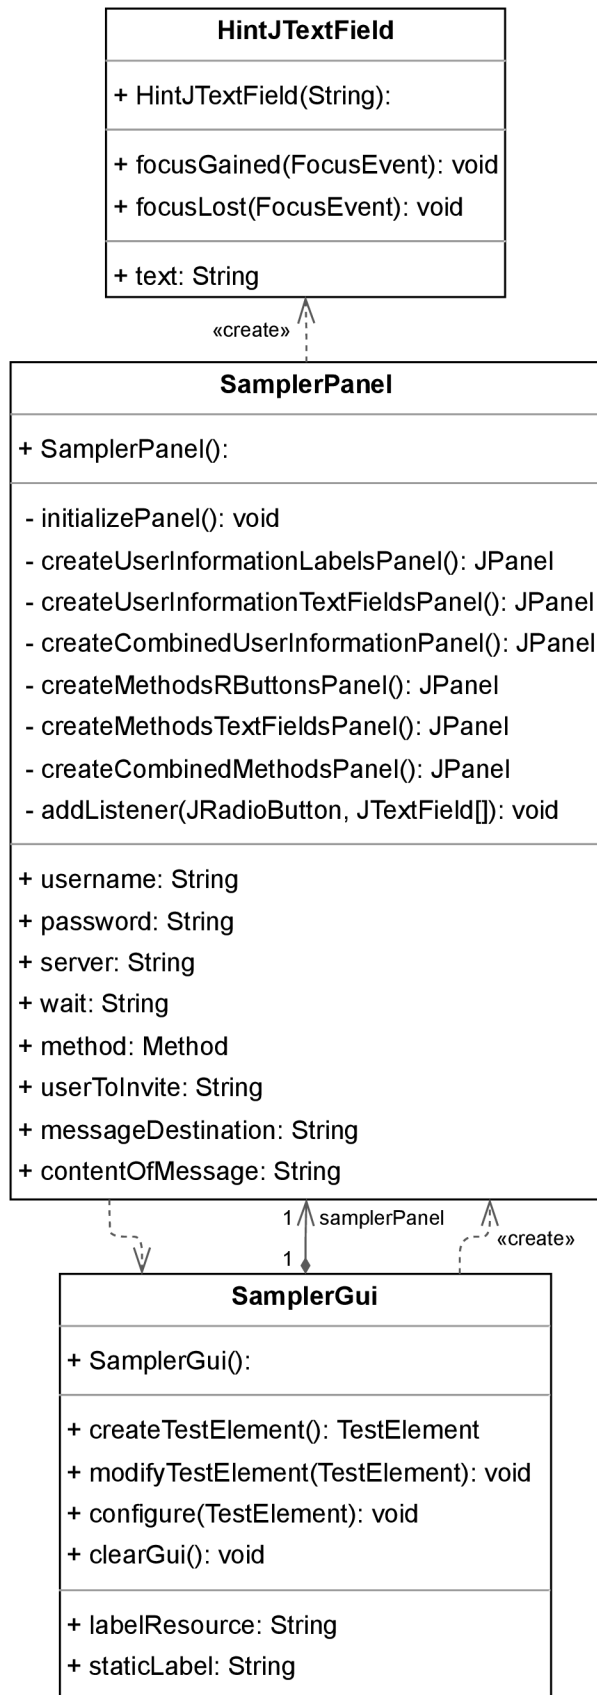 HintJTextField
+ HintJTextField(String):
+ focusGained(FocusEvent): void
+ focusLost(FocusEvent): void
+ text: String
«create»
SamplerPanel
+ SamplerPanel():
- initializePanel(): void
- createUserInformationLabelsPanel(): JPanel
- createUserInformationTextFieldsPanel(): JPanel
- createCombinedUserInformationPanel(): JPanel
- createMethodsRButtonsPanel(): JPanel
- createMethodsTextFieldsPanel(): JPanel
- createCombinedMethodsPanel(): JPanel
- addListener(JRadioButton, JTextField[]): void
+ username: String
+ password: String
+ server: String
+ wait: String
+ method: Method
+ userToInvite: String
+ messageDestination: String
+ contentOfMessage: String
1 samplerPanel
«create»
1
SamplerGui
+ SamplerGui():
+ createTestElement(): TestElement
+ modifyTestElement(TestElement): void
+ configure(TestElement): void
+ clearGui(): void
+ labelResource: String
+ staticLabel: String